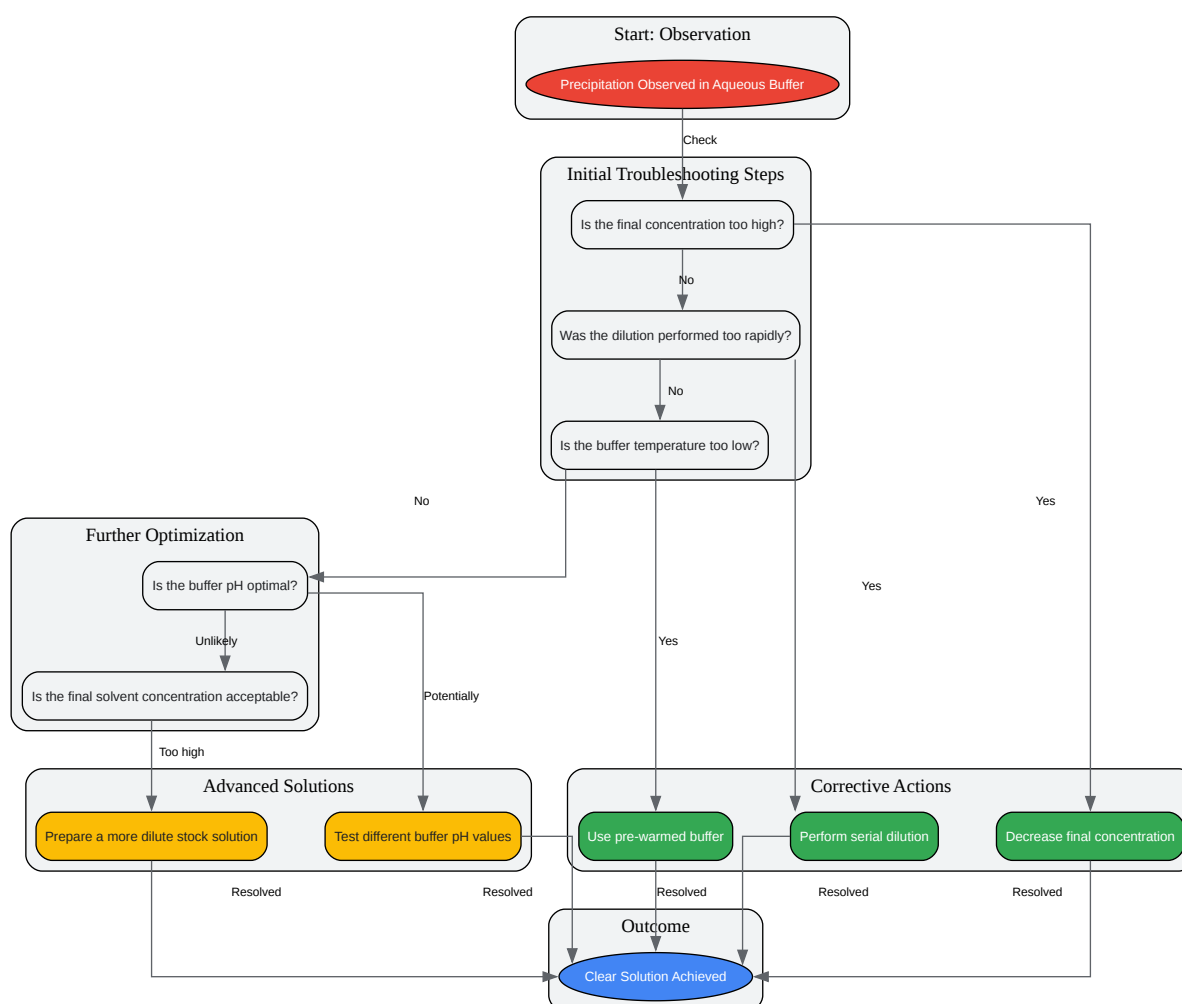 Start: Observation
Precipitation Observed in Aqueous Buffer
Check
Initial Troubleshooting Steps
Is the final concentration too high?
No
Was the dilution performed too rapidly?
No
Is the buffer temperature too low?
No
Yes
Further Optimization
Is the buffer pH optimal?
Yes
Unlikely
Yes
Is the final solvent concentration acceptable?
Potentially
Too high
Advanced Solutions
Corrective Actions
Prepare a more dilute stock solution
Test different buffer pH values
Use pre-warmed buffer
Perform serial dilution
Decrease final concentration
Resolved
Resolved
Resolved
Resolved
Resolved
Outcome
Clear Solution Achieved